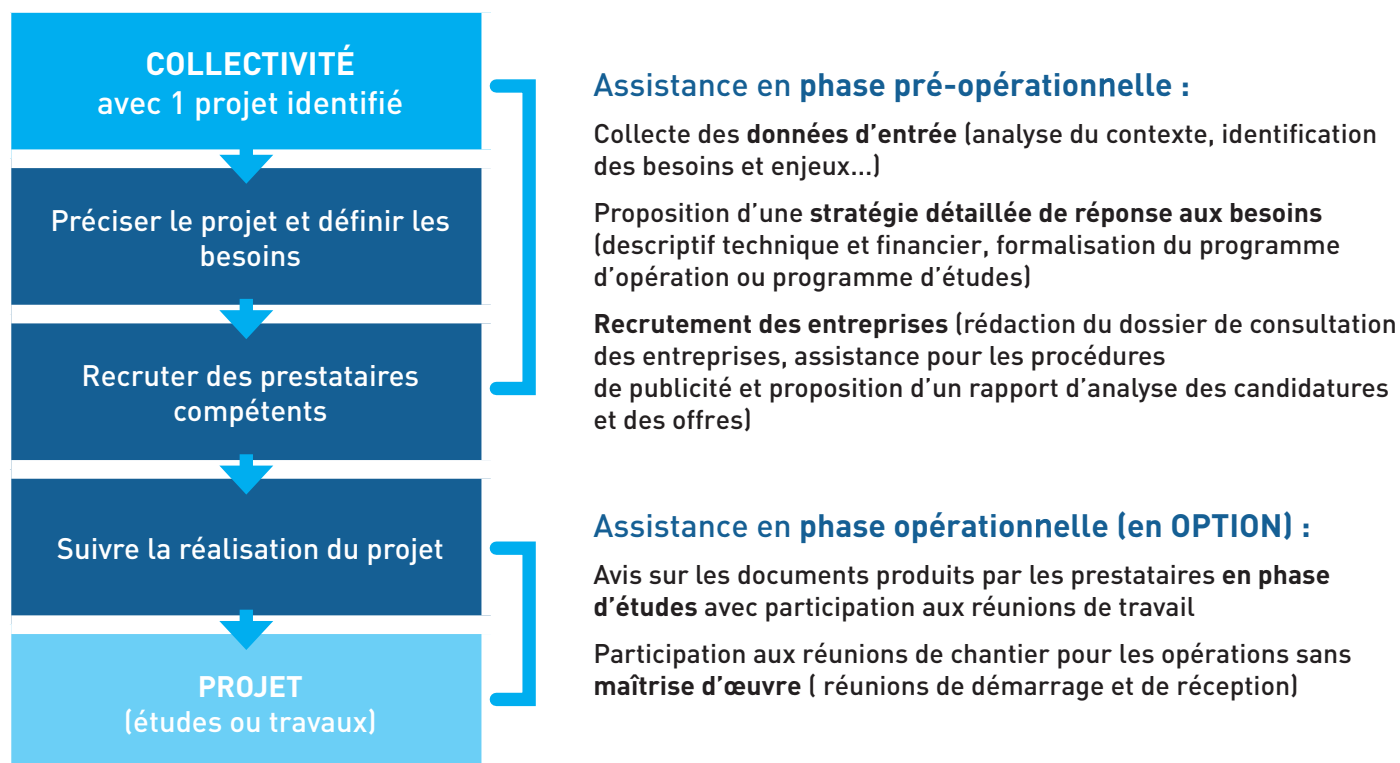 COLLECTIVITÉ
avec 1 projet identifié
Préciser le projet et définir les
besoins
Recruter des prestataires
compétents
Suivre la réalisation du projet
PROJET
(études ou travaux)
Assistance en phase pré-opérationnelle :
Collecte des données d’entrée (analyse du contexte, identification
des besoins et enjeux...)
Proposition d’une stratégie détaillée de réponse aux besoins
(descriptif technique et financier, formalisation du programme
d’opération ou programme d’études)
Recrutement des entreprises (rédaction du dossier de consultation
des entreprises, assistance pour les procédures
de publicité et proposition d’un rapport d’analyse des candidatures
et des offres)
Assistance en phase opérationnelle (en OPTION) :
Avis sur les documents produits par les prestataires en phase
d’études avec participation aux réunions de travail
Participation aux réunions de chantier pour les opérations sans
maîtrise d’œuvre ( réunions de démarrage et de réception)